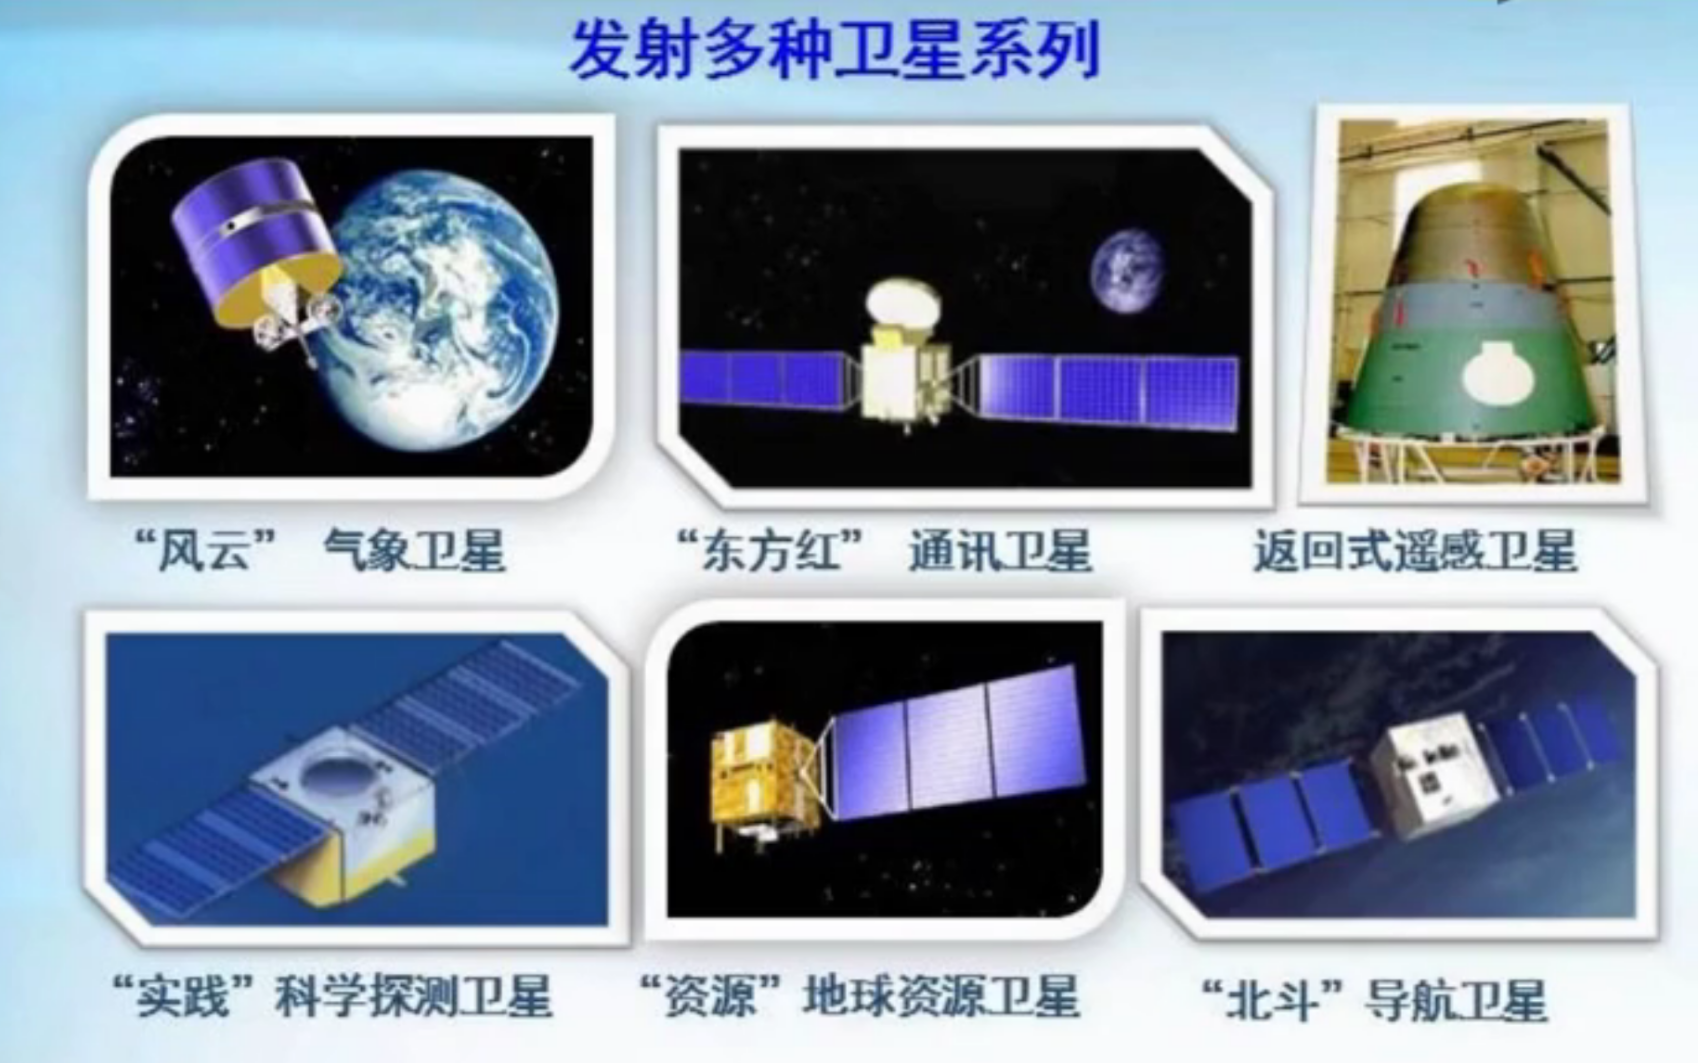 发射多种卫星系列
“风云” 气象卫星
“东方红” 通讯卫星
返回式遥感卫星
“实践”科学探测卫星
“资源”地球资源卫星
“北斗”导航卫星